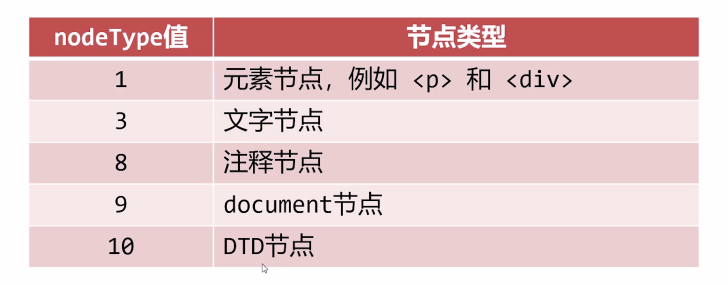 nodeType值 节点类型
1 元素节点，例如 <p> 和 <div>
3 文字节点
8 注释节点
9 document节点
10 DTD节点